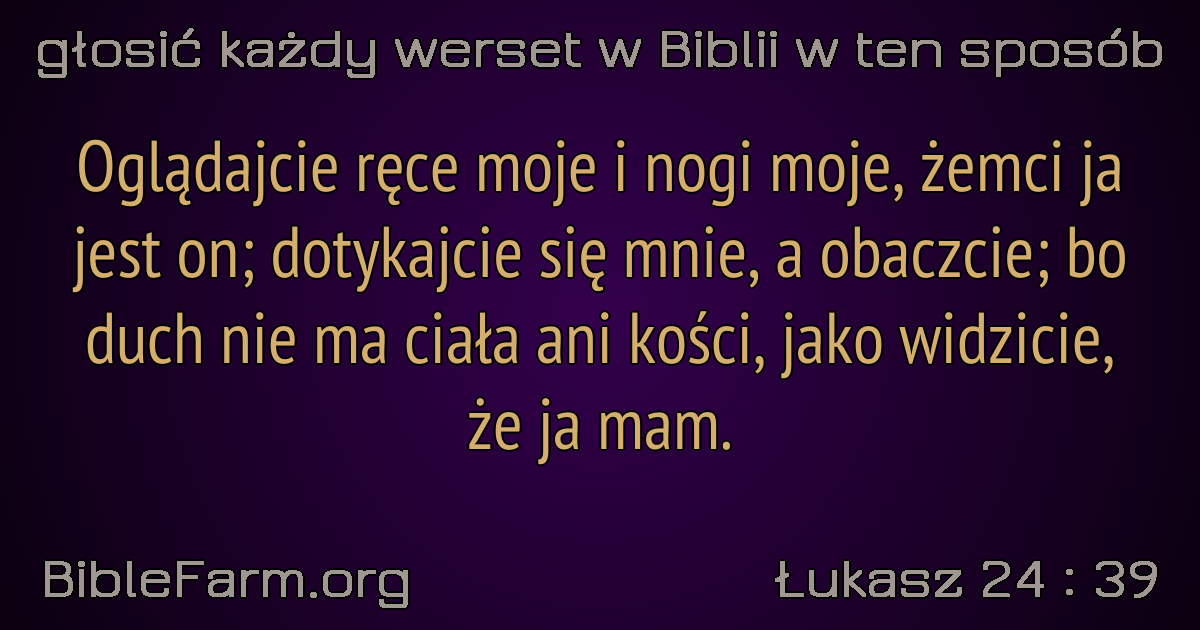 głosić każdy werset w Biblii w ten sposób
Oglądajcie ręce moje i nogi moje, żemci ja
jest on; dotykajcie się mnie, a obaczcie; bo
duch nie ma ciała ani kości, jako widzicie,
że ja mam.
BibleFarm.org
Łukasz 24 : 39